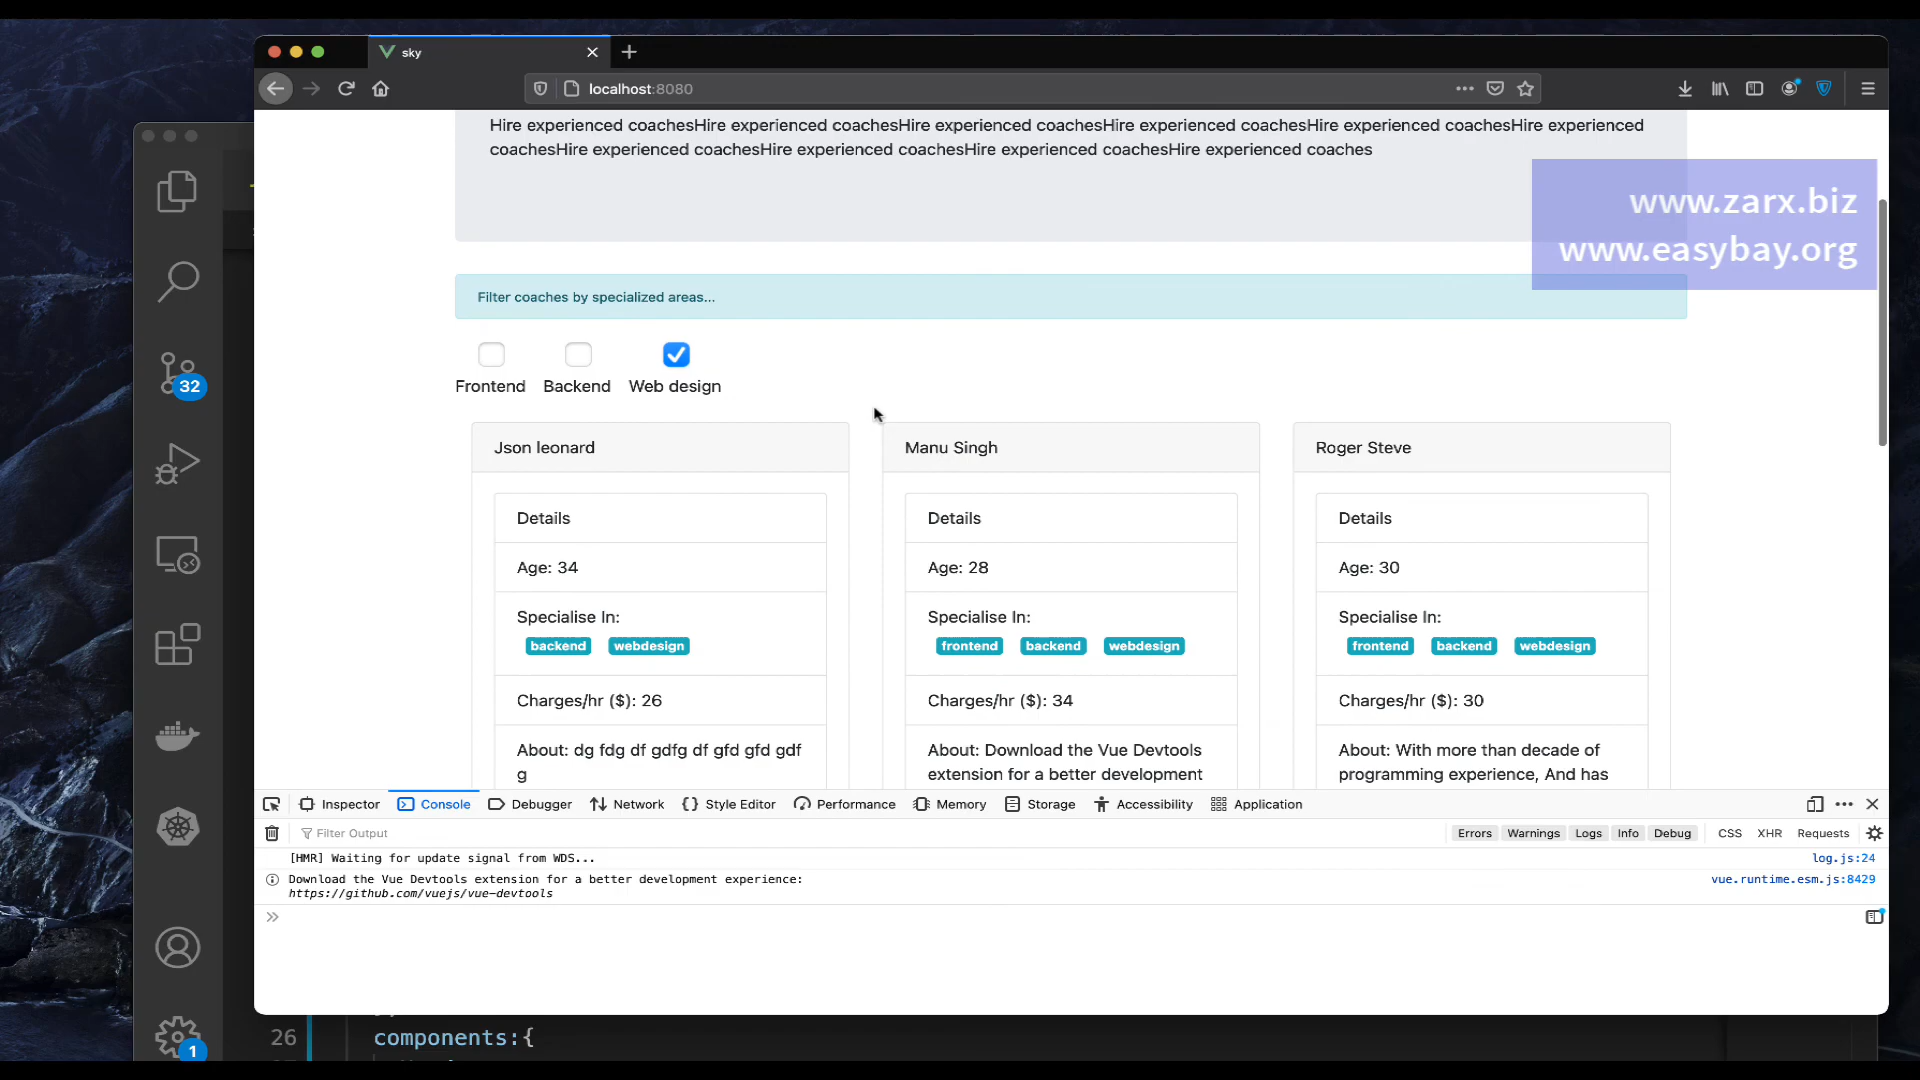 sky
localhost:8080
Hire experienced coachesHire experienced coachesHire experienced coachesHire experienced coachesHire experienced coachesHire experienced
coachesHire experienced coachesHire experienced coachesHire experienced coachesHire experienced coaches
www.zarx.biz
www.easybay.org
Filter coaches by specialized areas...
Frontend Backend Web design
Json leonard
Details
Age: 34
Specialise In:
backend webdesign
Charges/hr ($): 26
About: dg fdg df gdfg df gfd gfd gdf
g
Manu Singh
Details
Age: 28
Specialise In:
frontend backend webdesign
Charges/hr ($): 34
About: Download the Vue Devtools
extension for a better development
Roger Steve
Details
Age: 30
Specialise In:
frontend backend webdesign
Charges/hr ($): 30
About: With more than decade of
programming experience, And has
Inspector Console Debugger Network Style Editor Performance Memory Storage Accessibility Application
Filter Output Errors Warnings Logs Info Debug CSS XHR Requests
[HMR] Waiting for update signal from WDS... log.js:24
Download the Vue Devtools extension for a better development experience: vue.runtime.esm.js:8429
https://github.com/vuejs/vue-devtools
32
1
26 components:{